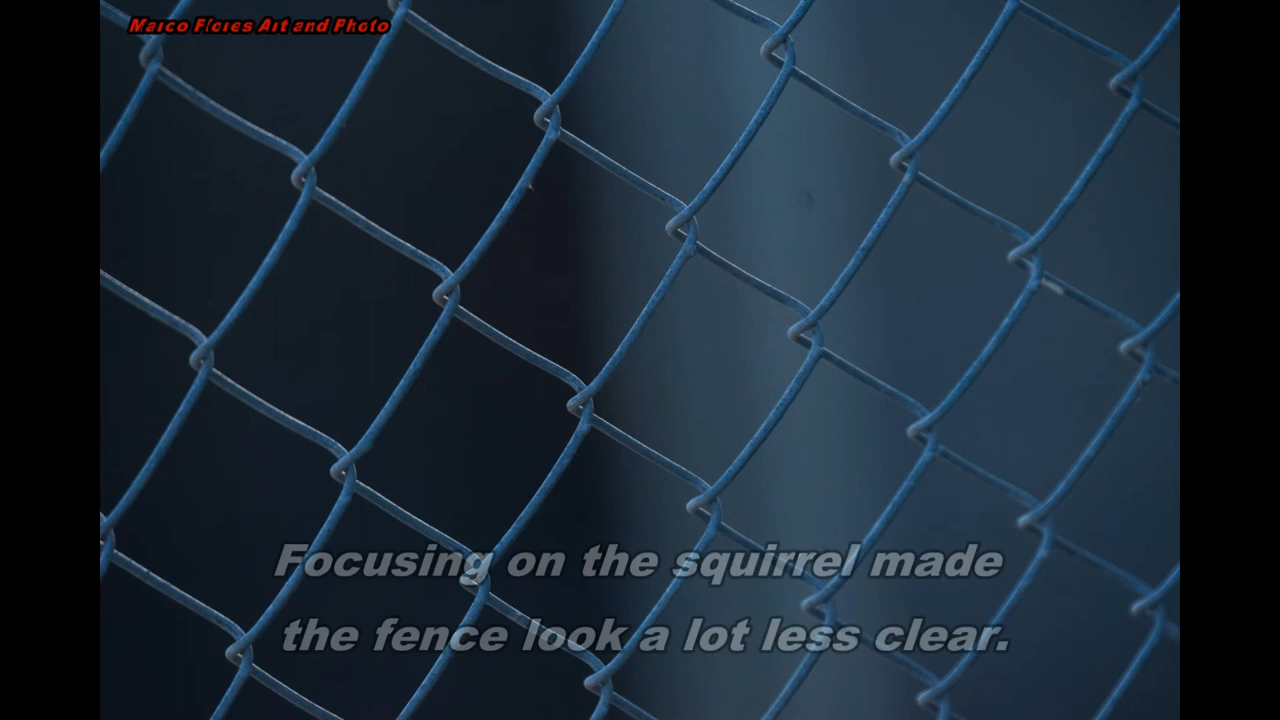 Marco Flores Art and Photo
Focusing on the squirrel made
the fence look a lot less clear.